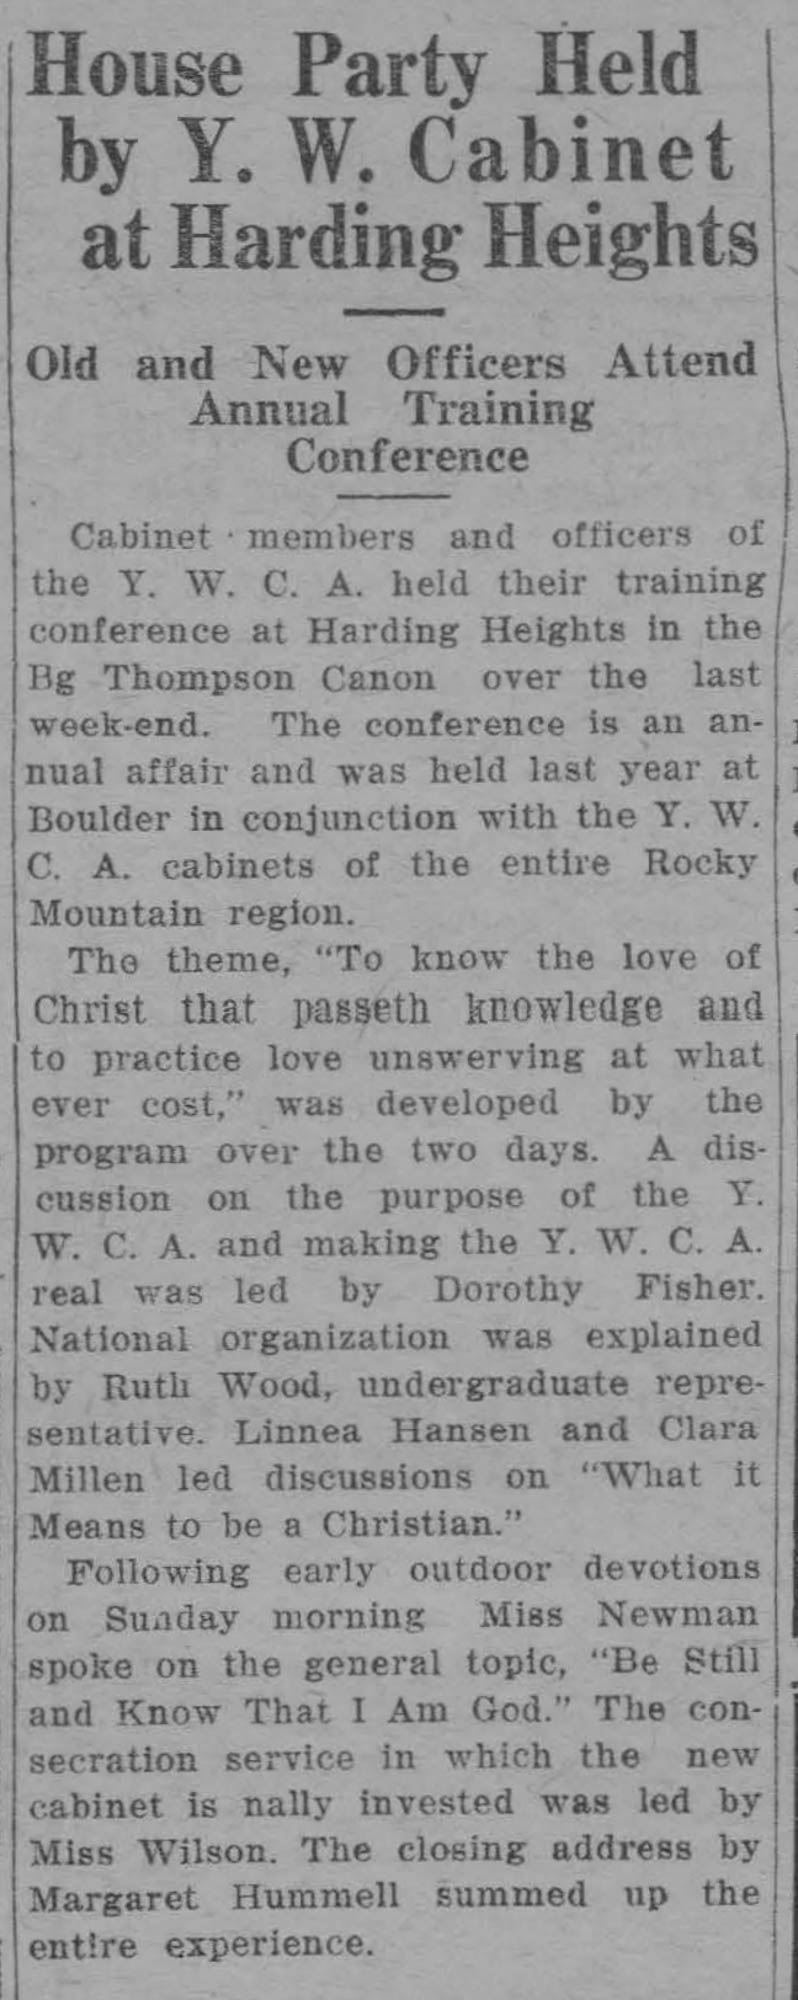 House Party Held
by Y. W. Cabinet
at Harding Heights
Old and New Officers Attend
Annual Training
Conference
Cabinet members and officers of
the Y. W. C. A. held their training
conference at Harding Heights in the
Bg Thompson Canon over the last
week-end. The conference is an an-
nual affair and was held last year at
Boulder in conjunction with the Y. W.
C. A. cabinets of the entire Rocky
Mountain region.
The theme, "To know the love of
Christ that passeth knowledge and
to practice love unswerving at what
ever cost," was developed by the
program over the two days. A dis-
cussion on the purpose of the Y.
W. C. A. and making the Y. W. C. A.
real was led by Dorothy Fisher.
National organization was explained
by Ruth Wood, undergraduate repre-
sentative. Linnea Hansen and Clara
Millen led discussions on "What it
Means to be a Christian."
Following early outdoor devotions
on Sunday morning Miss Newman
spoke on the general topic, "Be Still
and Know That I Am God." The con-
secration service in which the new
cabinet is nally invested was led by
Miss Wilson. The closing address by
Margaret Hummell summed up the
entire experience.